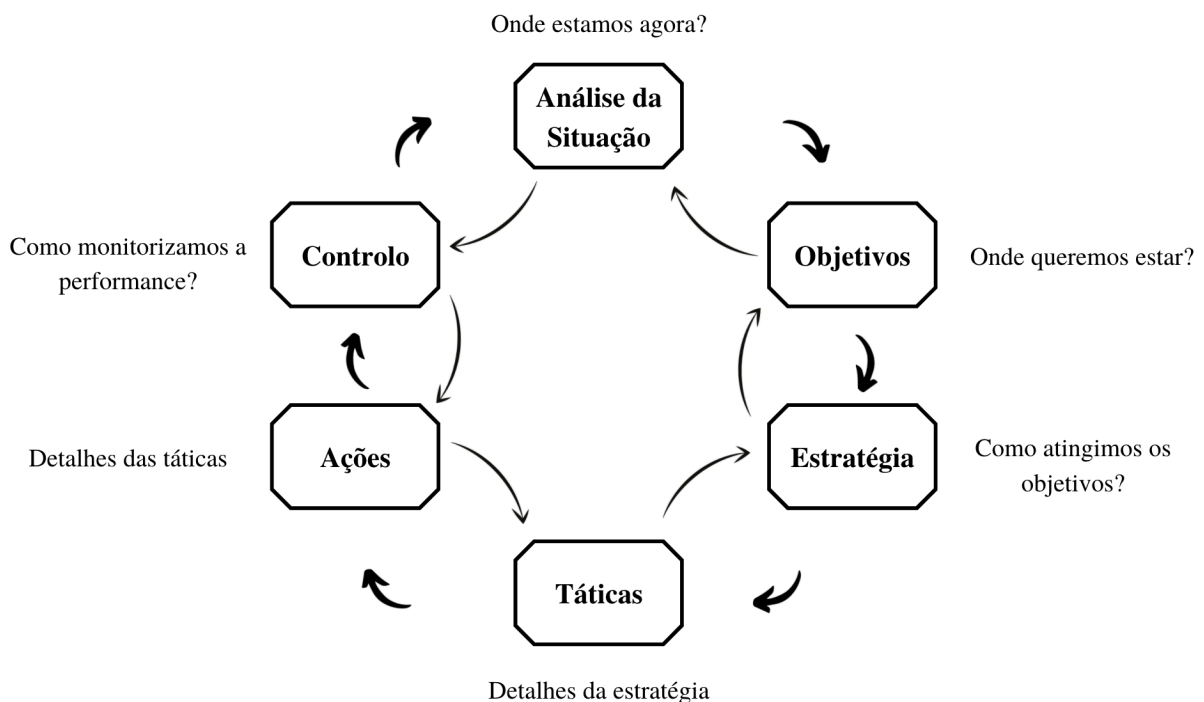 Onde estamos agora?
Análise da
Situação
Controlo
Como monitorizamos a
performance?
Objetivos
Onde queremos estar?
Ações
Detalhes das táticas
Estratégia
Como atingimos os
objetivos?
Táticas
Detalhes da estratégia